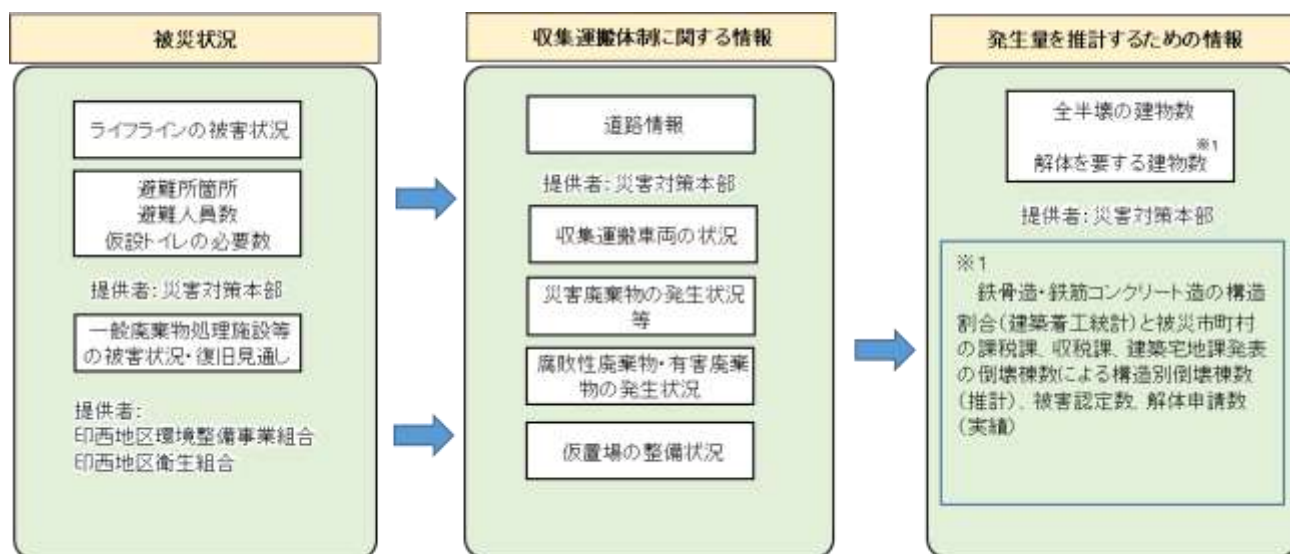 被災状況
ライフラインの被害状況
避難所箇所
避難人員数
仮設トイレの必要数
提供者：災害対策本部
一般廃棄物処理施設等
の被害状況・復旧見通し
提供者：
印西地区環境整備事業組合
印西地区衛生組合
収集運搬体制に関する情報
道路情報
提供者：災害対策本部
収集運搬車両の状況
災害廃棄物の発生状況
等
腐敗性廃棄物・有害廃棄
物の発生状況
仮置場の整備状況
発生量を推計するための情報
全半壊の建物数
解体を要する建物数※1
提供者：災害対策本部
※1
鉄骨造・鉄筋コンクリート造の構造
割合（建築着工統計）と被災市町村
の課税課、収税課、建築宅地課発表
の倒壊棟数による構造別倒壊棟数
（推計）、被害認定数、解体申請数
（実績）